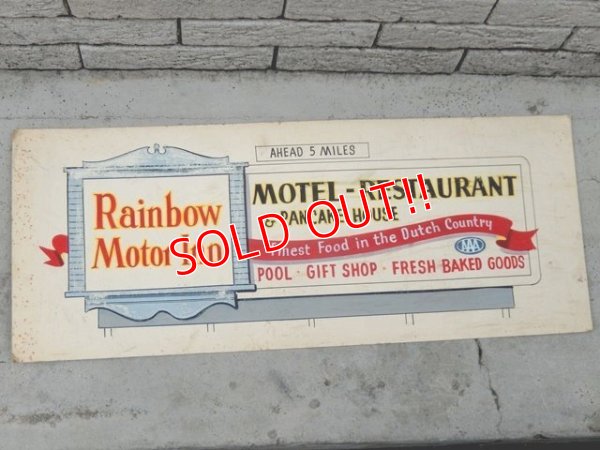 AHEAD 5 MILES
Rainbow
Motor Inn
MOTEL - RESTAURANT
& PANCAKE HOUSE
Finest Food in the Dutch Country
AAA
POOL · GIFT SHOP · FRESH BAKED GOODS
SOLD OUT!!